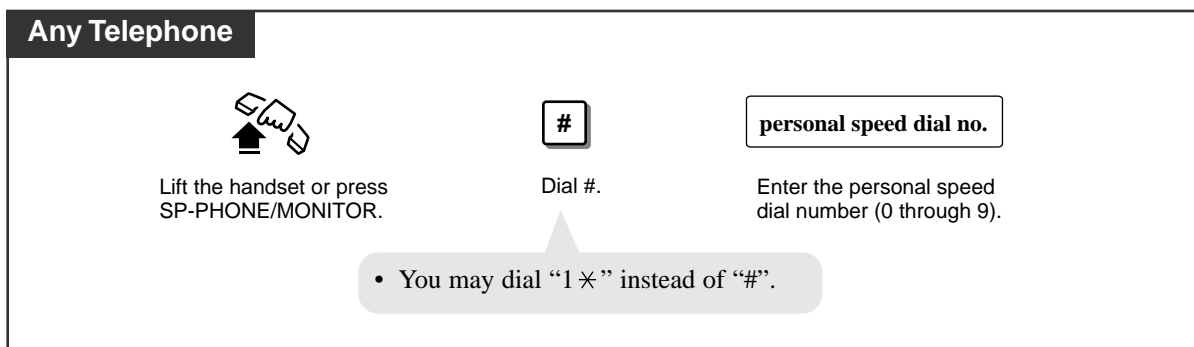 Any Telephone
#
personal speed dial no.
Lift the handset or press
SP-PHONE/MONITOR.
Dial #.
Enter the personal speed
dial number (0 through 9).
• You may dial “1✳” instead of “#”.